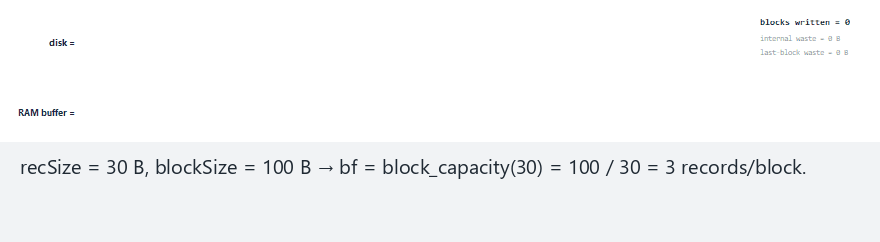 blocks written = 0
disk =
internal waste = 0 B
last-block waste = 0 B
RAM buffer =
recSize = 30 B, blockSize = 100 B → bf = block_capacity(30) = 100 / 30 = 3 records/block.